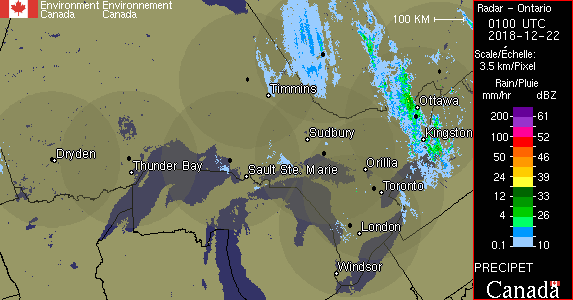 Environment Environnement
Canada Canada
100 KM
Timmins
Ottawa
Sudbury
Kingston
Dryden
Thunder Bay
Sault Ste. Marie
Orillia
Toronto
London
Windsor
Radar - Ontario
0100 UTC
2018-12-22
Scale/Échelle:
3.5 km/Pixel
Rain/Pluie
mm/hr dBZ
200 61
100 52
50 46
24 39
12 33
4 26
0.1 10
PRECIPET
Canada